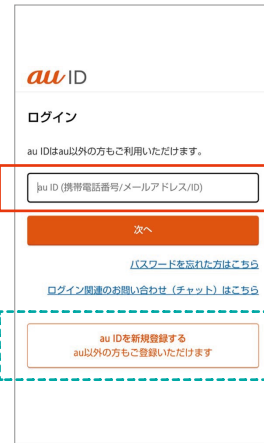 au ID
ログイン
au IDはau以外の方もご利用いただけます。
au ID (携帯電話番号/メールアドレス/ID)
次へ
パスワードを忘れた方はこちら
ログイン関連のお問い合わせ（チャット）はこちら
au IDを新規登録する
au以外の方もご登録いただけます